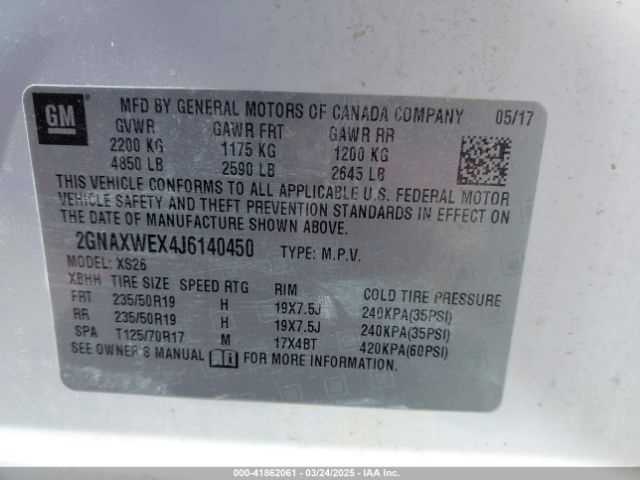 GM ® MFD BY GENERAL MOTORS OF CANADA COMPANY 05/17
GVWR GAWR FRT GAWR RR
2200 KG 1175 KG 1200 KG
4850 LB 2590 LB 2645 LB
THIS VEHICLE CONFORMS TO ALL APPLICABLE U.S. FEDERAL MOTOR
VEHICLE SAFETY AND THEFT PREVENTION STANDARDS IN EFFECT ON
THE DATE OF MANUFACTURE SHOWN ABOVE.
2GNAXWEX4J6140450 TYPE: M.P.V.
MODEL: XS26
XBHH TIRE SIZE SPEED RTG RIM COLD TIRE PRESSURE
FRT 235/50R19 H 19X7.5J 240KPA(35PSI)
RR 235/50R19 H 19X7.5J 240KPA(35PSI)
SPA T125/70R17 M 17X4BT 420KPA(60PSI)
SEE OWNER'S MANUAL FOR MORE INFORMATION.
000-41862061 - 03/24/2025 - IAA Inc.